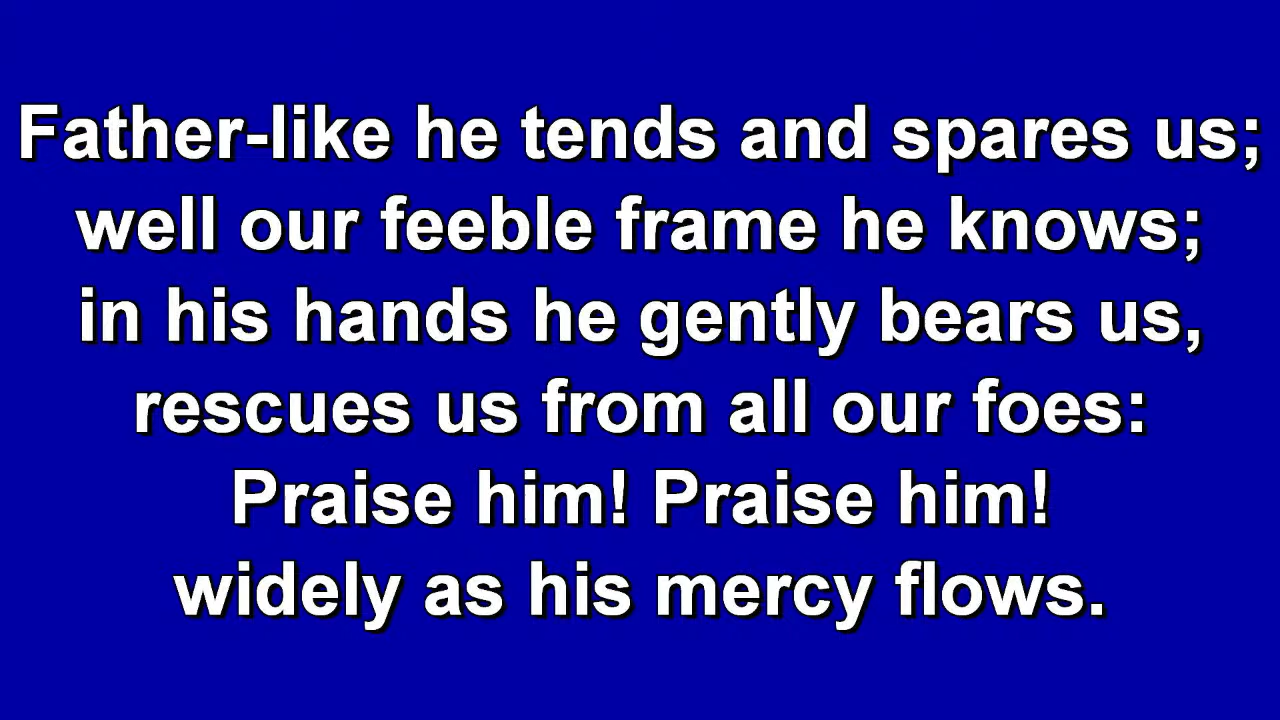 Father-like he tends and spares us;
well our feeble frame he knows;
in his hands he gently bears us,
rescues us from all our foes:
Praise him! Praise him!
widely as his mercy flows.